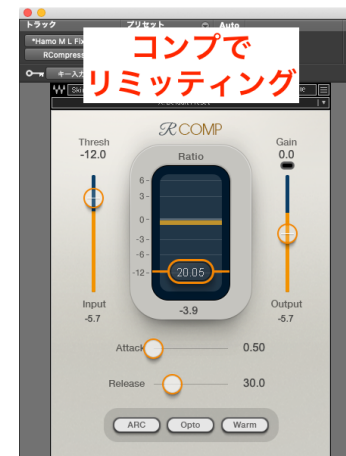 トラック
プリセット
Auto
*Hamo M L Fix
RCompress
キー入力
コンプで
リミッティング
R COMP
Thresh
-12.0
Ratio
Gain
0.0
6
3
0
-3
-6
-12
20.05
-3.9
Input
-5.7
Output
-5.7
Attack
0.50
Release
30.0
ARC
Opto
Warm